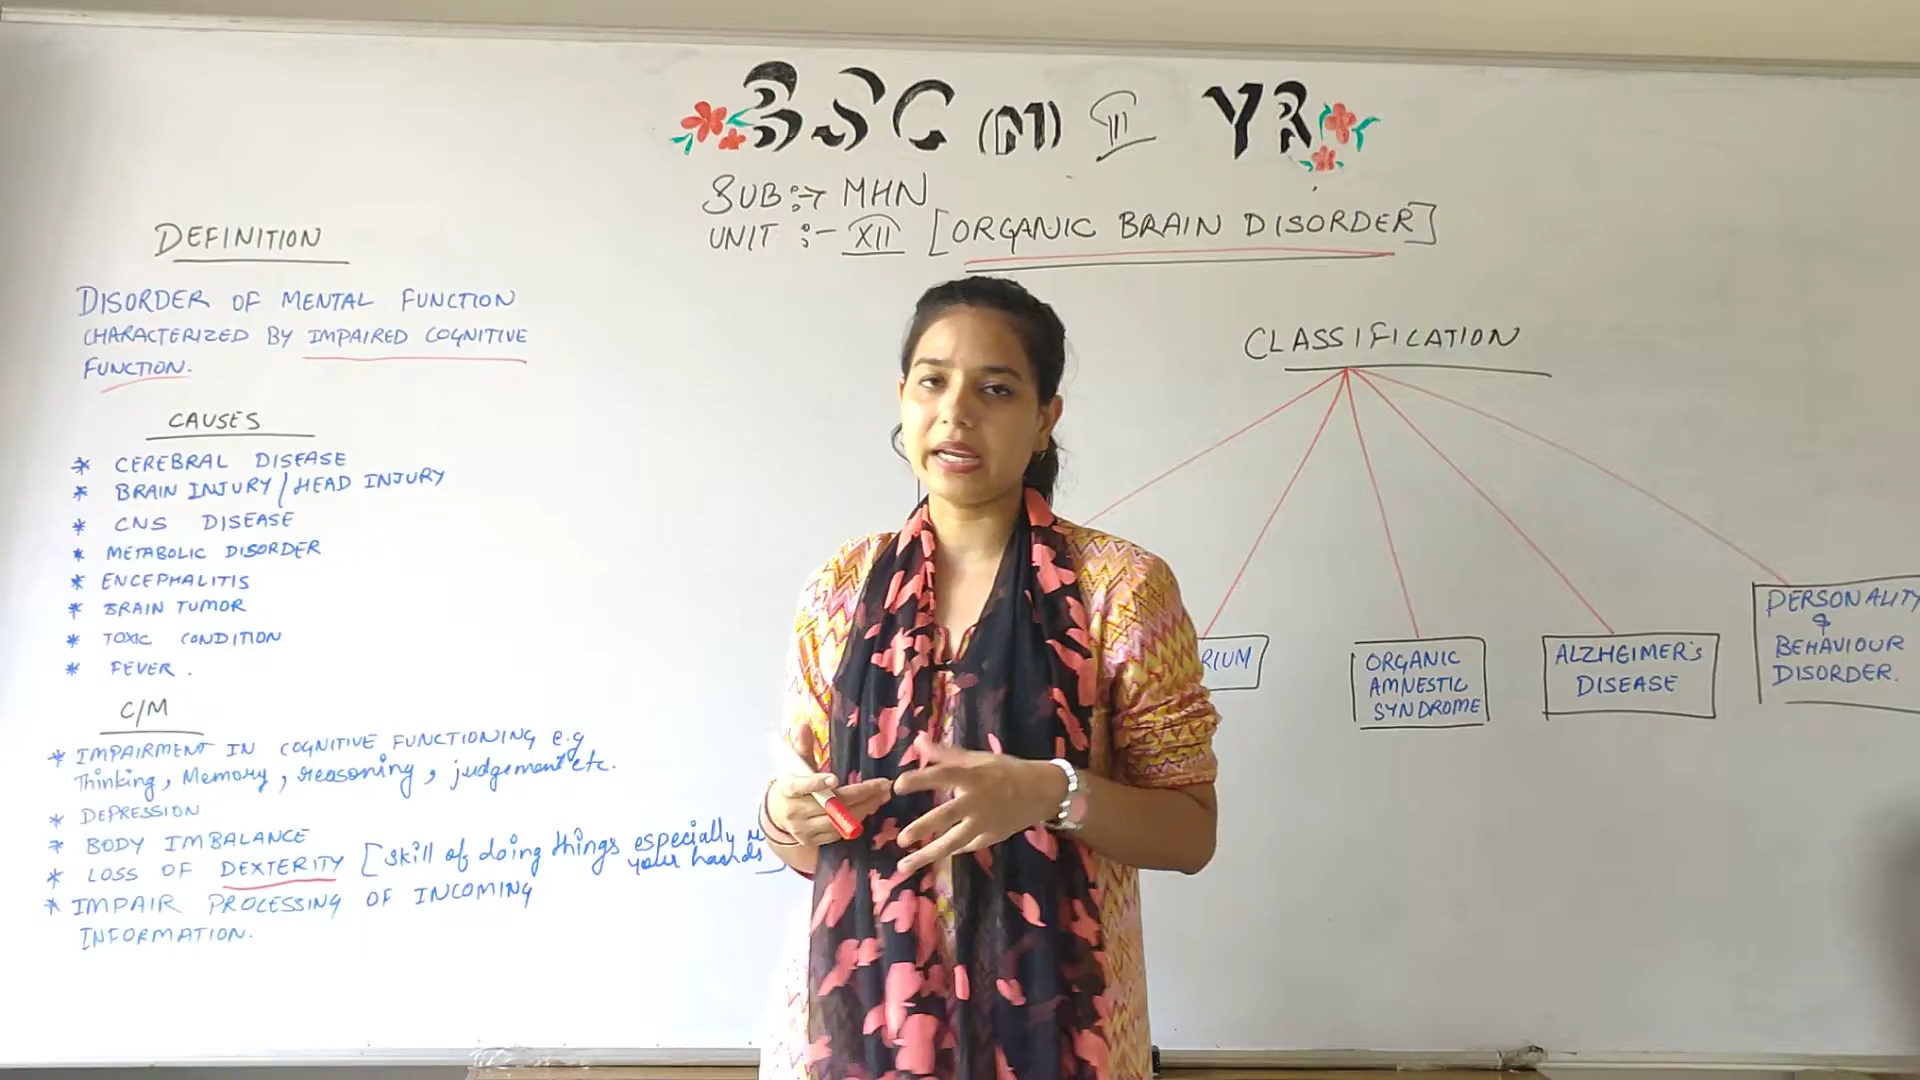 BSC (N) III YR
SUB:→ MHN
UNIT :- XII [ORGANIC BRAIN DISORDER]
DEFINITION
DISORDER OF MENTAL FUNCTION
CHARACTERIZED BY IMPAIRED COGNITIVE
FUNCTION.
CAUSES
* CEREBRAL DISEASE
* BRAIN INJURY / HEAD INJURY
* CNS DISEASE
* METABOLIC DISORDER
* ENCEPHALITIS
* BRAIN TUMOR
* TOXIC CONDITION
* FEVER.
C/M
* IMPAIRMENT IN COGNITIVE FUNCTIONING e.g
Thinking, Memory, reasoning, judgement etc.
* DEPRESSION
* BODY IMBALANCE
* LOSS OF DEXTERITY [skill of doing things especially
your hands]
* IMPAIR PROCESSING OF INCOMING
INFORMATION.
CLASSIFICATION
RIUM
ORGANIC
AMNESTIC
SYNDROME
ALZHEIMER's
DISEASE
PERSONALITY
&
BEHAVIOUR
DISORDER.